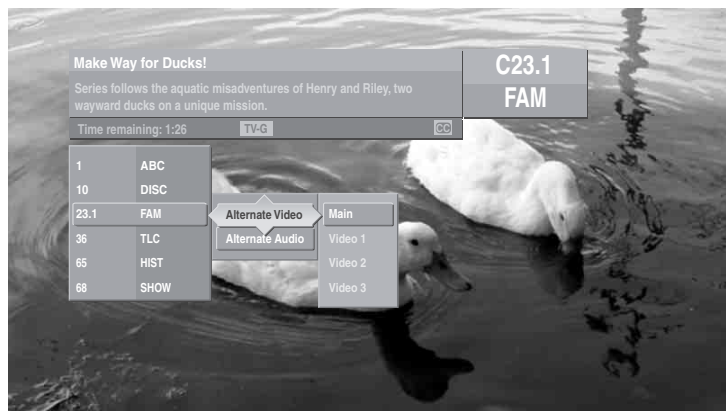 Make Way for Ducks!
Series follows the aquatic misadventures of Henry and Riley, two
wayward ducks on a unique mission.
Time remaining: 1:26 TV-G CC
C23.1
FAM
1 ABC
10 DISC
23.1 FAM
36 TLC
65 HIST
68 SHOW
Alternate Video
Alternate Audio
Main
Video 1
Video 2
Video 3